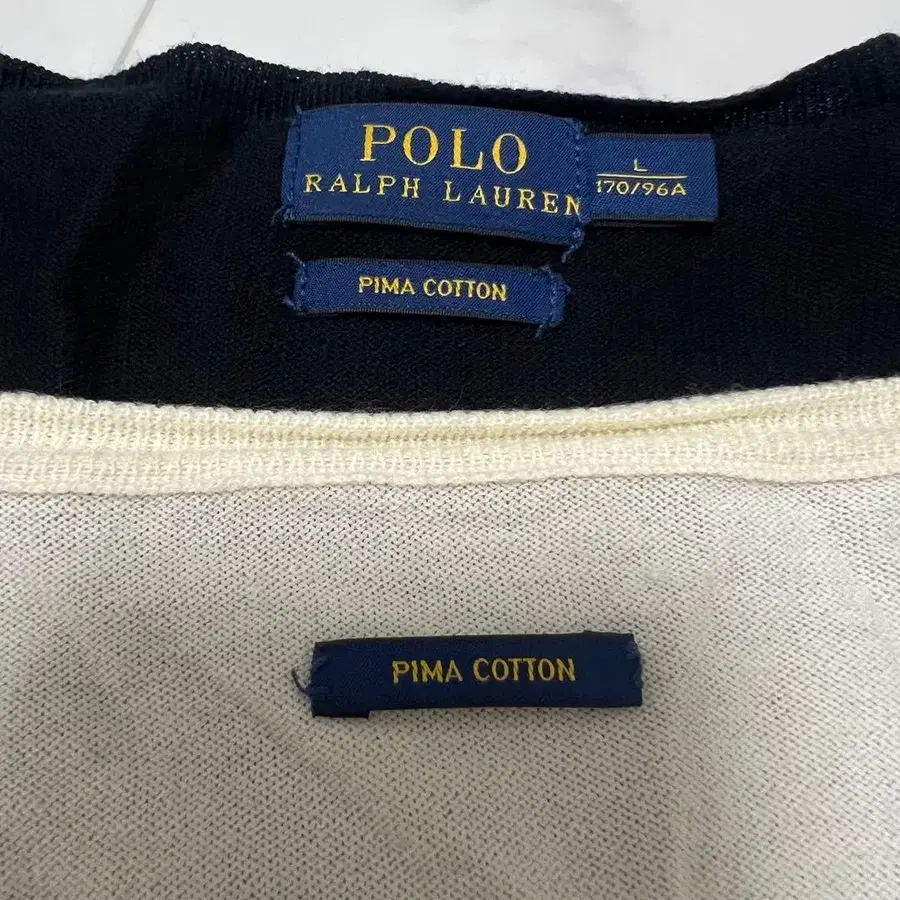 POLO
RALPH LAUREN
L
170/96A
PIMA COTTON
PIMA COTTON